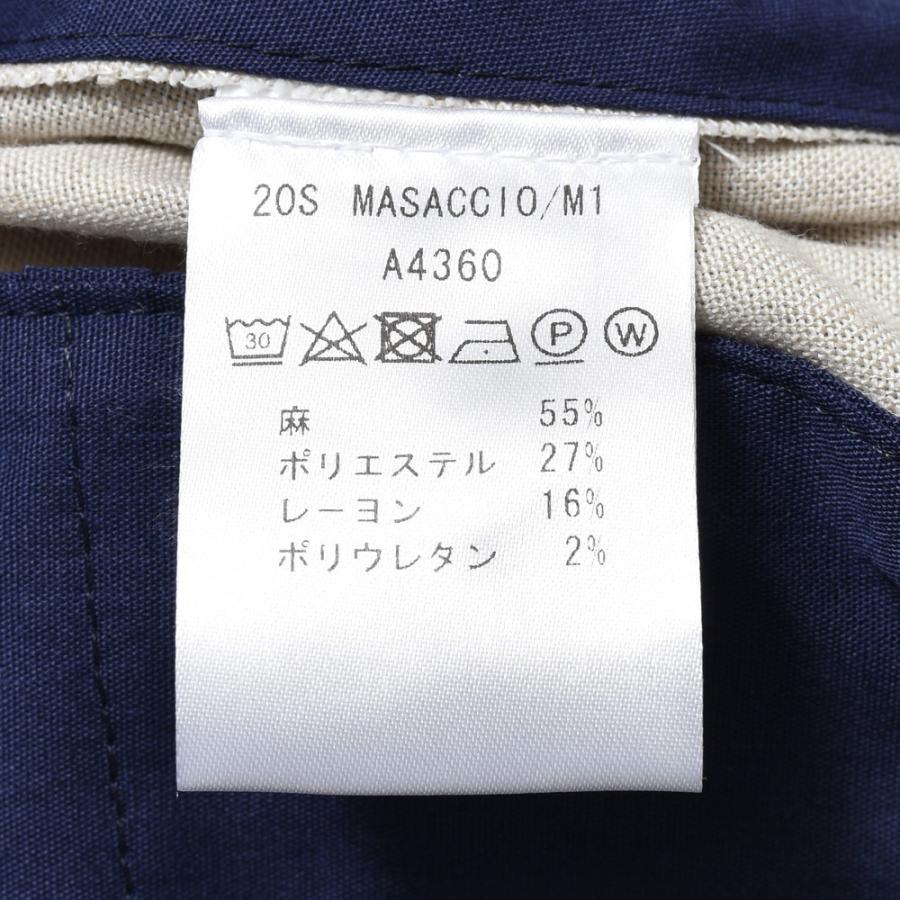 20S MASACCIO/M1
A4360
30 P W
麻 55%
ポリエステル 27%
レーヨン 16%
ポリウレタン 2%